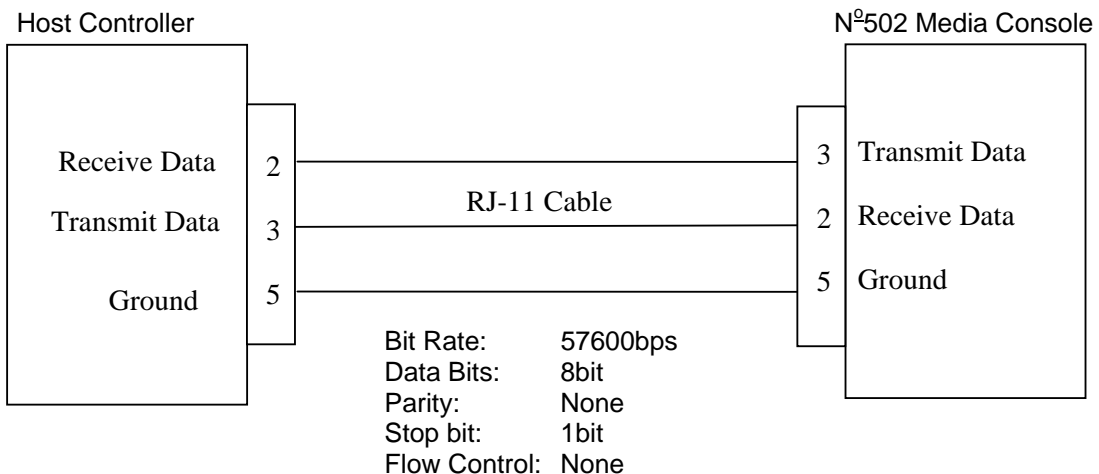 Host Controller
Nº502 Media Console
Receive Data 2
3 Transmit Data
RJ-11 Cable
Transmit Data 3
2 Receive Data
Ground 5
5 Ground
Bit Rate: 57600bps
Data Bits: 8bit
Parity: None
Stop bit: 1bit
Flow Control: None